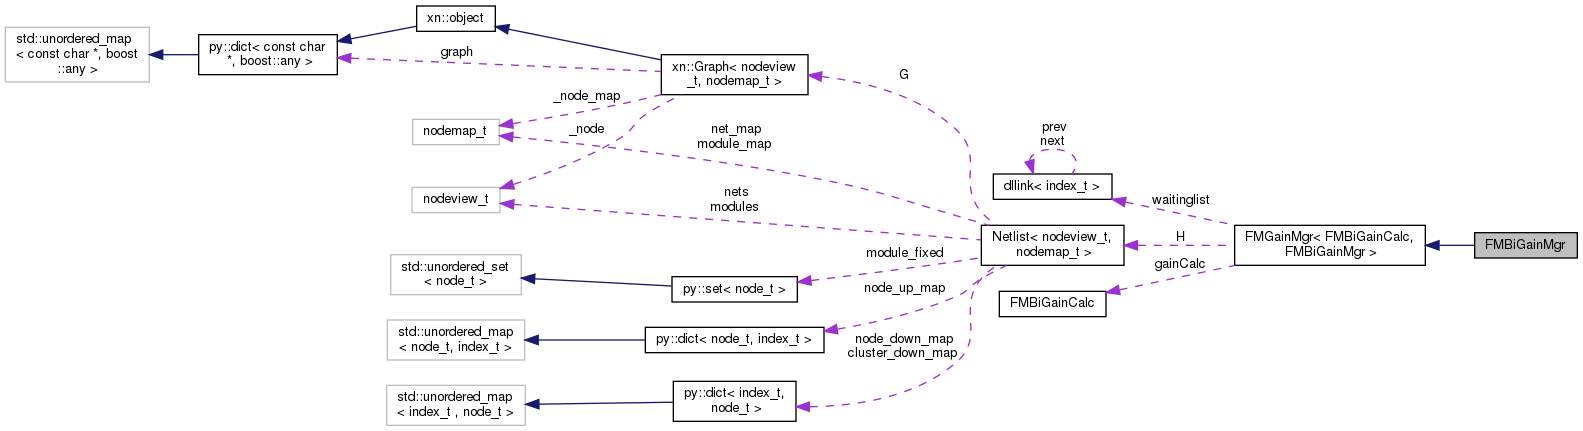 xn::object
std::unordered_map
< const char *, boost
::any >
py::dict< const char
*, boost::any >
graph
xn::Graph< nodeview
_t, nodemap_t >
G
_node_map
nodemap_t
_node
net_map
module_map
prev
next
dllink< index_t >
nodeview_t
nets
modules
waitinglist
Netlist< nodeview_t,
nodemap_t >
H
FMGainMgr< FMBiGainCalc,
FMBiGainMgr >
FMBiGainMgr
module_fixed
gainCalc
std::unordered_set
< node_t >
py::set< node_t >
node_up_map
FMBiGainCalc
std::unordered_map
< node_t, index_t >
py::dict< node_t, index_t >
node_down_map
cluster_down_map
std::unordered_map
< index_t , node_t >
py::dict< index_t,
node_t >